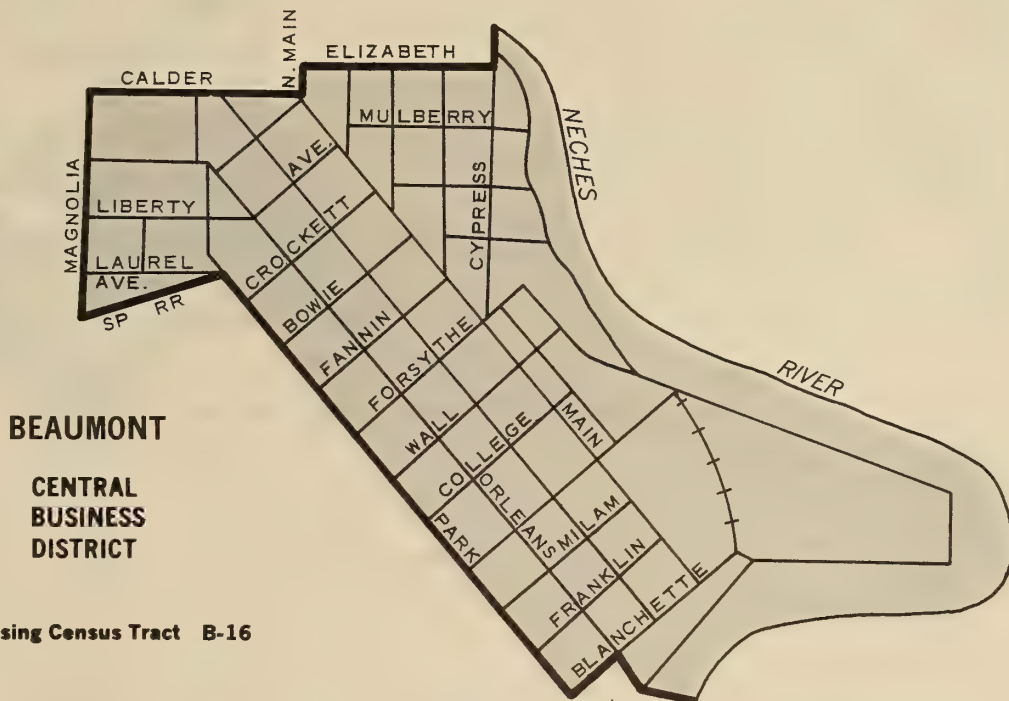 N. MAIN
ELIZABETH
CALDER
MULBERRY
NECHES
AVE.
MAGNOLIA
CYPRESS
LIBERTY
CROCKETT
LAUREL
AVE.
BOWIE
SP RR
FANNIN
FORSYTHE
RIVER
WALL
MAIN
BEAUMONT
COLLEGE
CENTRAL
BUSINESS
DISTRICT
ORLEANS
PARK
MILAM
FRANKLIN
BLANCHETTE
sing Census Tract B-16